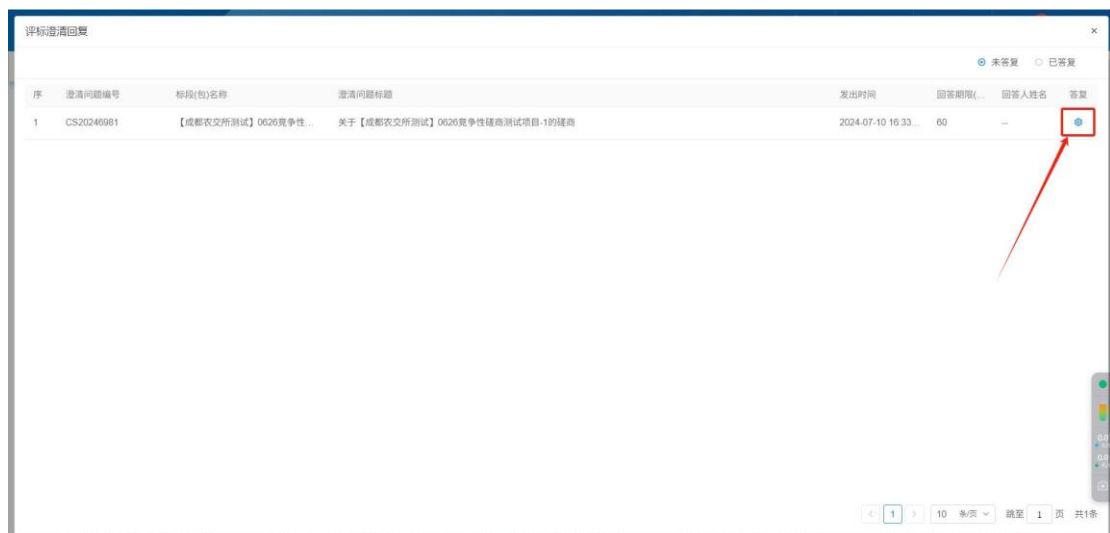 评标澄清回复 ×
未答复 已答复
序 澄清问题编号 标段(包)名称 澄清问题标题 发出时间 回答期限(... 回答人姓名 答复
1 CS20246981 【成都农交所测试】0626竞争性... 关于【成都农交所测试】0626竞争性磋商测试项目-1的磋商 2024-07-10 16:33... 60 --
< 1 > 10 条/页 跳至 1 页 共1条